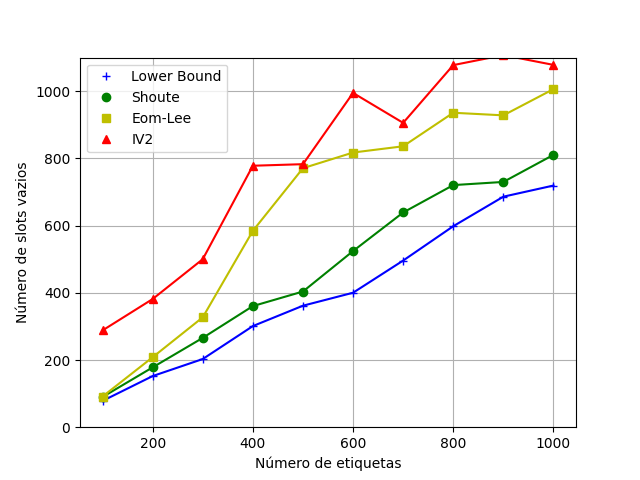 Lower Bound
Shoute
Eom-Lee
IV2
1000
800
600
400
200
0
Número de slots vazios
200 400 600 800 1000
Número de etiquetas